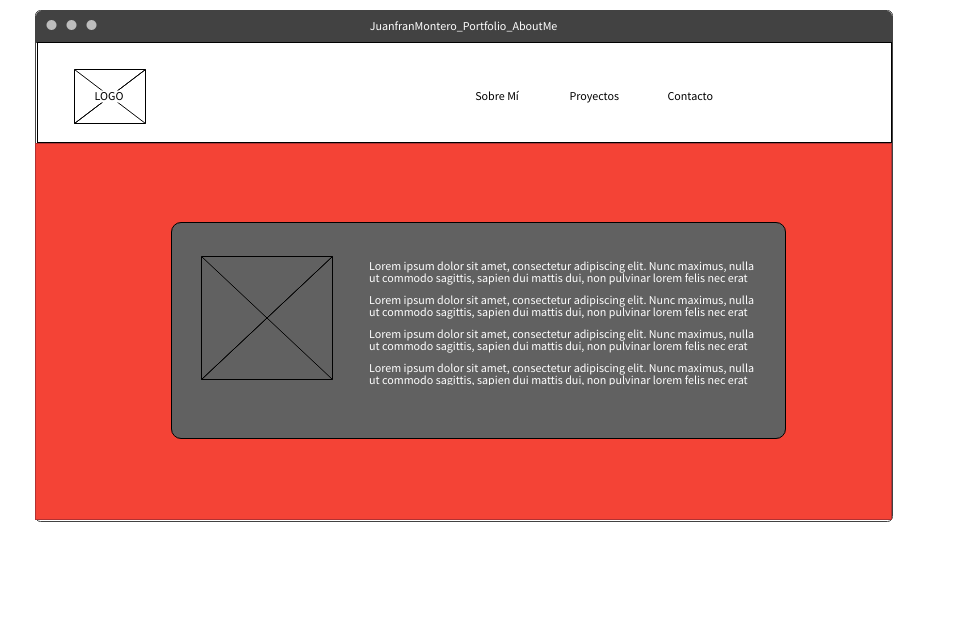 JuanfranMontero_Portfolio_AboutMe
LOGO
Sobre Mí
Proyectos
Contacto
Lorem ipsum dolor sit amet, consectetur adipiscing elit. Nunc maximus, nulla
ut commodo sagittis, sapien dui mattis dui, non pulvinar lorem felis nec erat
Lorem ipsum dolor sit amet, consectetur adipiscing elit. Nunc maximus, nulla
ut commodo sagittis, sapien dui mattis dui, non pulvinar lorem felis nec erat
Lorem ipsum dolor sit amet, consectetur adipiscing elit. Nunc maximus, nulla
ut commodo sagittis, sapien dui mattis dui, non pulvinar lorem felis nec erat
Lorem ipsum dolor sit amet, consectetur adipiscing elit. Nunc maximus, nulla
ut commodo sagittis, sapien dui mattis dui, non pulvinar lorem felis nec erat